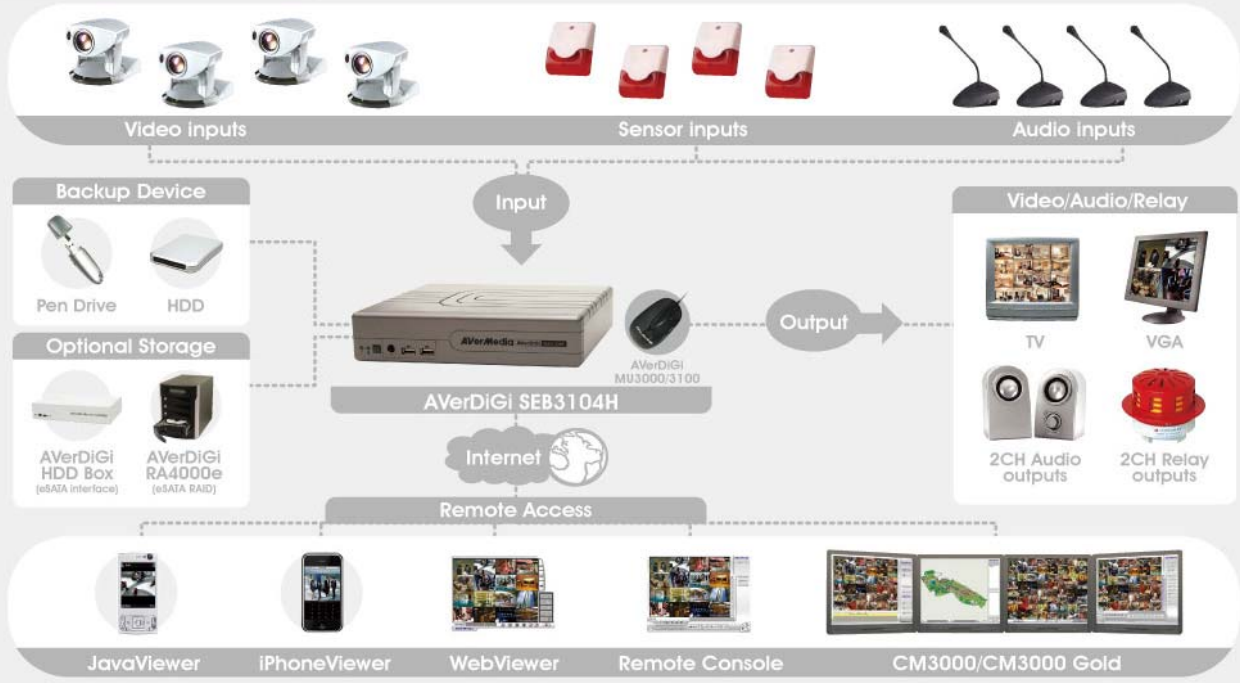 Video inputs
Sensor inputs
Audio inputs
Input
Backup Device
Pen Drive
HDD
Optional Storage
AVerDiGi
HDD Box
(eSATA interface)
AVerDiGi
RA4000e
(eSATA RAID)
AVerMedia
AVerDiGi
MU3000/3100
AVerDiGi SEB3104H
Output
Video/Audio/Relay
TV
VGA
2CH Audio
outputs
2CH Relay
outputs
Internet
Remote Access
JavaViewer
iPhoneViewer
WebViewer
Remote Console
CM3000/CM3000 Gold